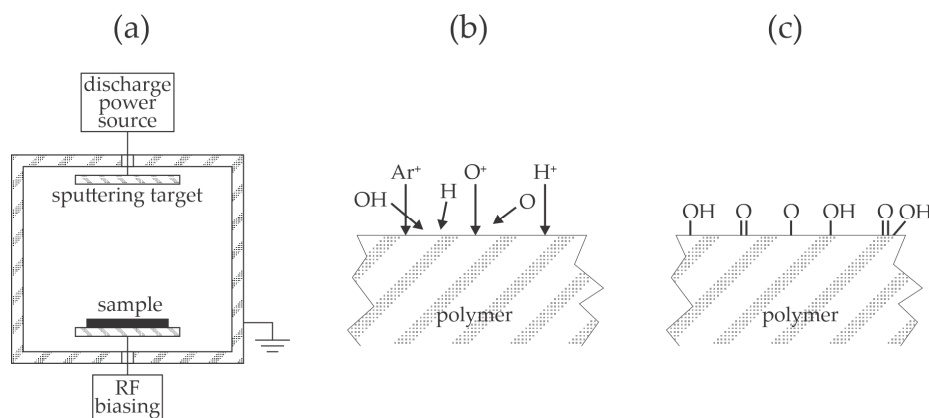 (a)
discharge
power
source
sputtering target
sample
RF
biasing
(b)
Ar⁺
O⁺
H⁺
OH
H
O
polymer
(c)
OH
O
O
OH
O
OH
polymer